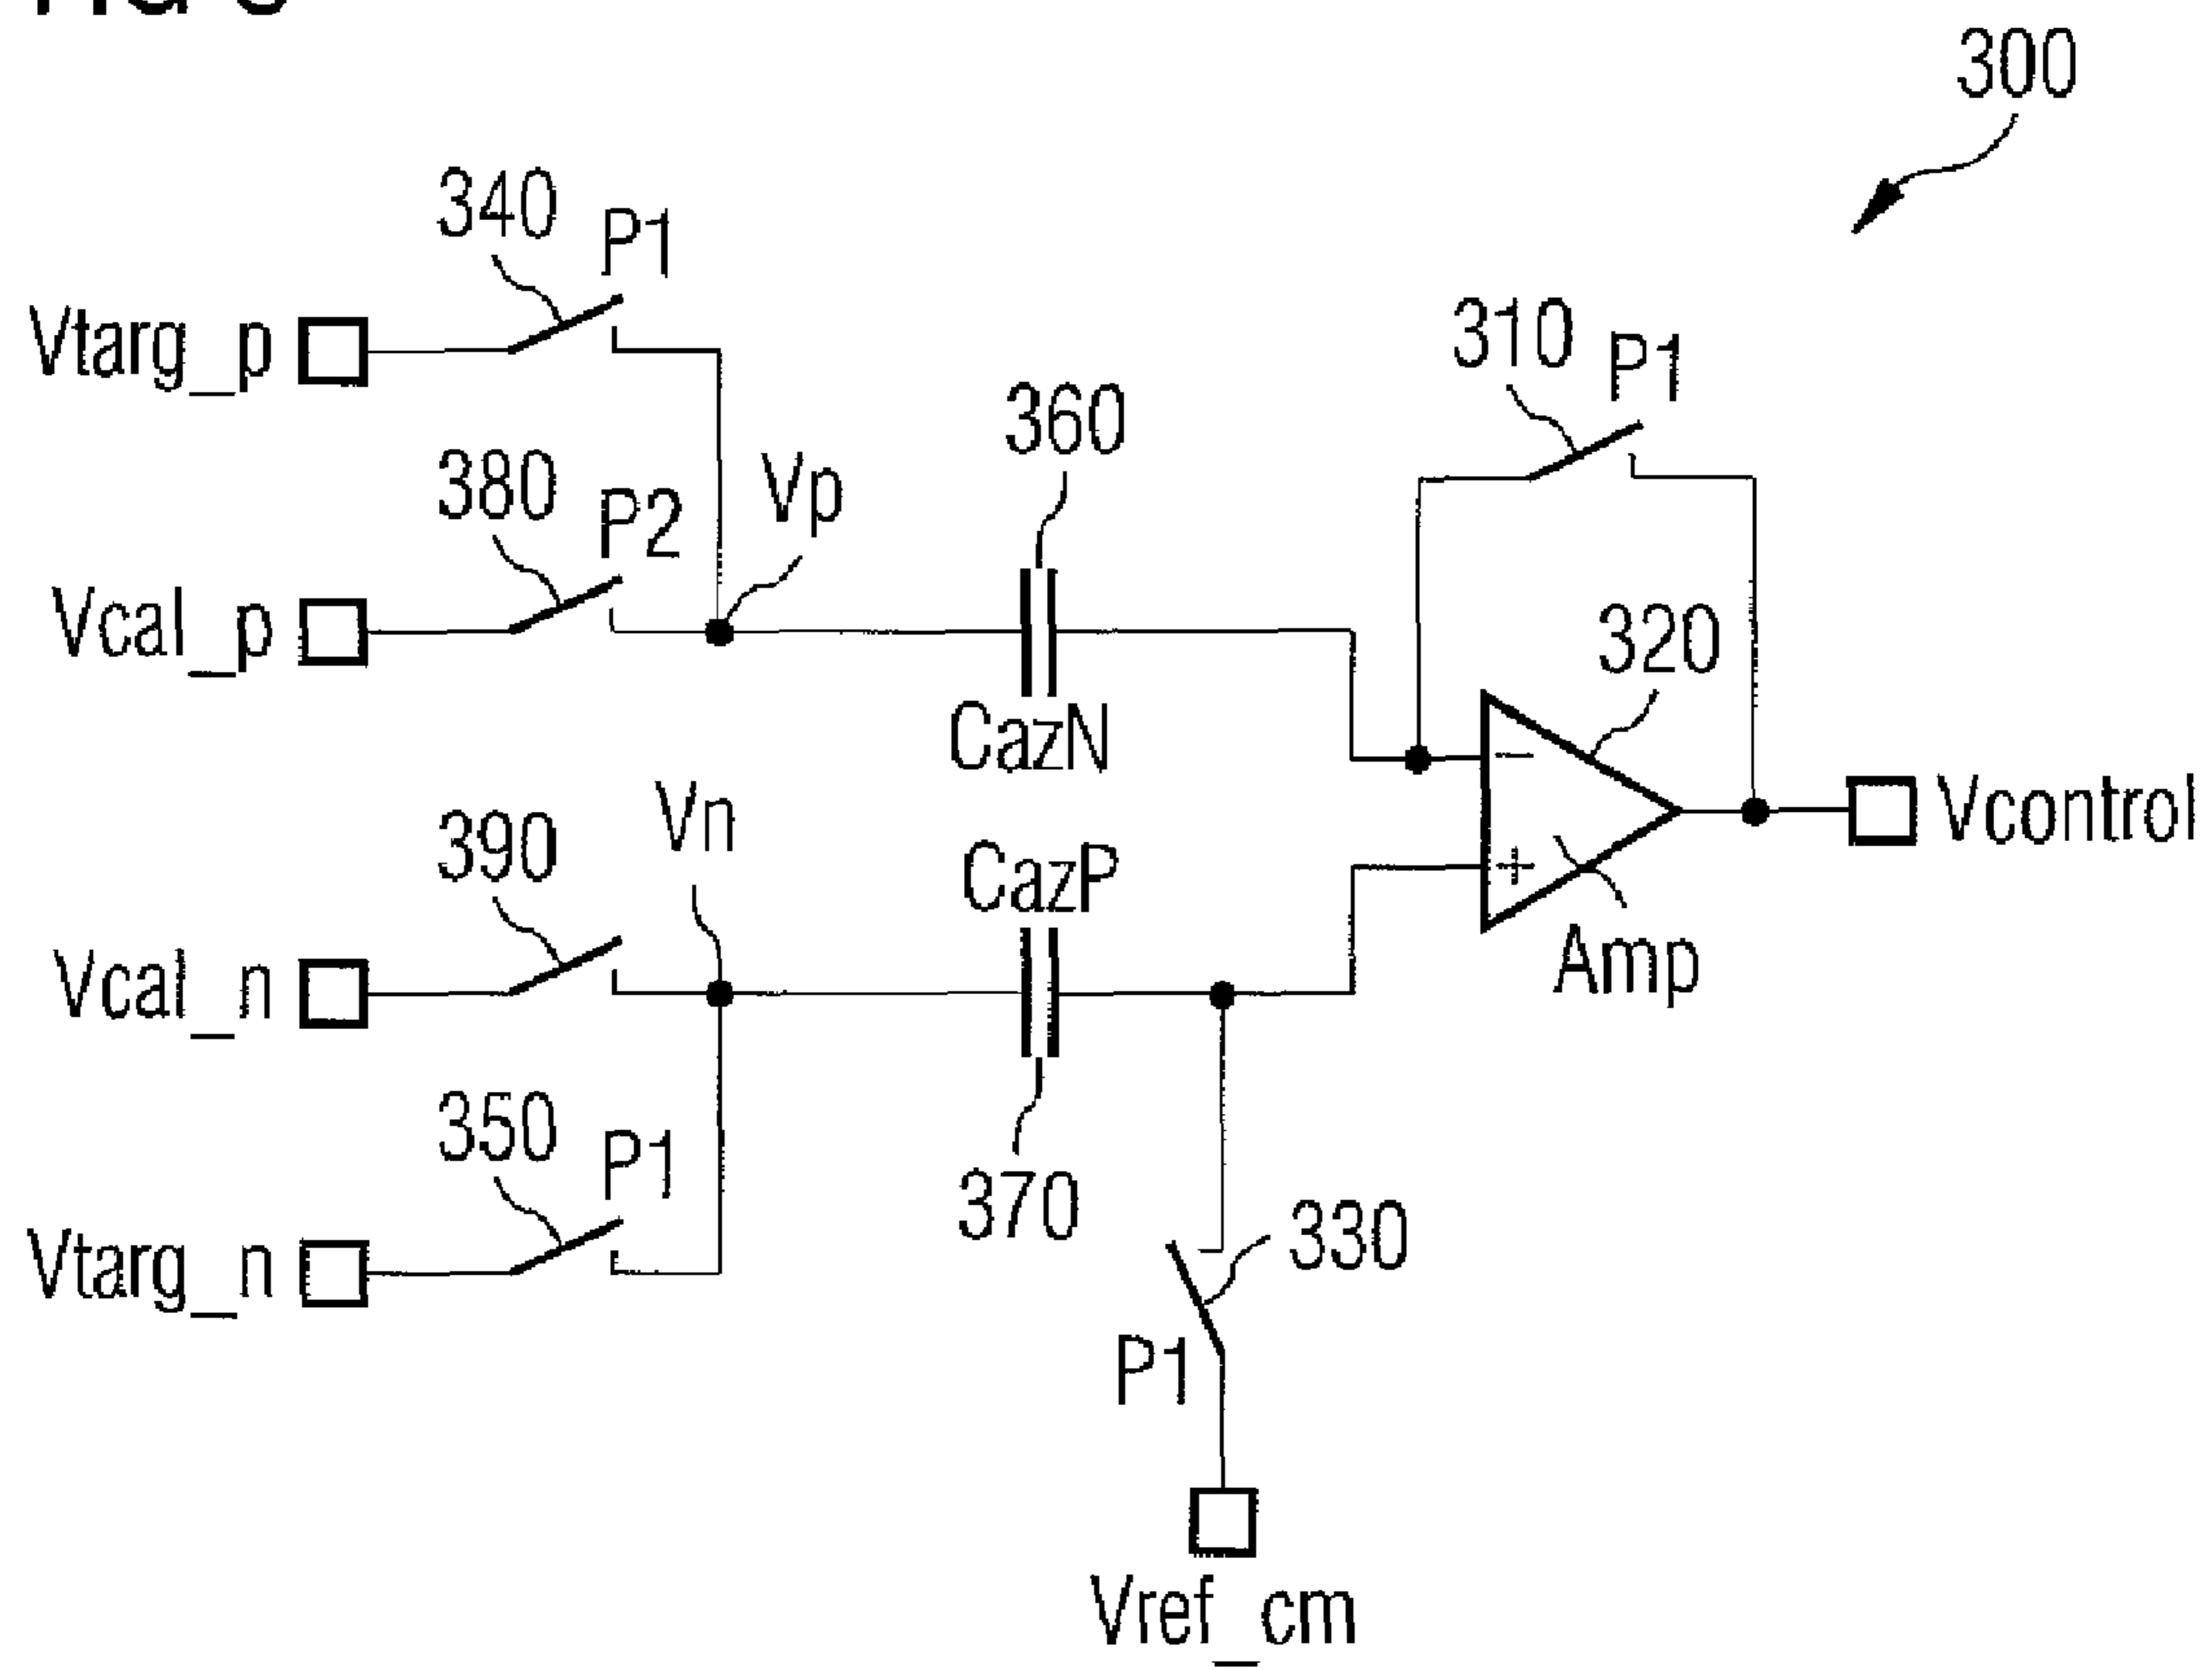 300
340
P1
Vtarg_p
310
P1
360
380
P2
Vp
Vcal_p
320
CazN
Vn
Vcontrol
390
CazP
Vcal_n
Amp
350
P1
370
330
Vtarg_n
P1
Vref_cm